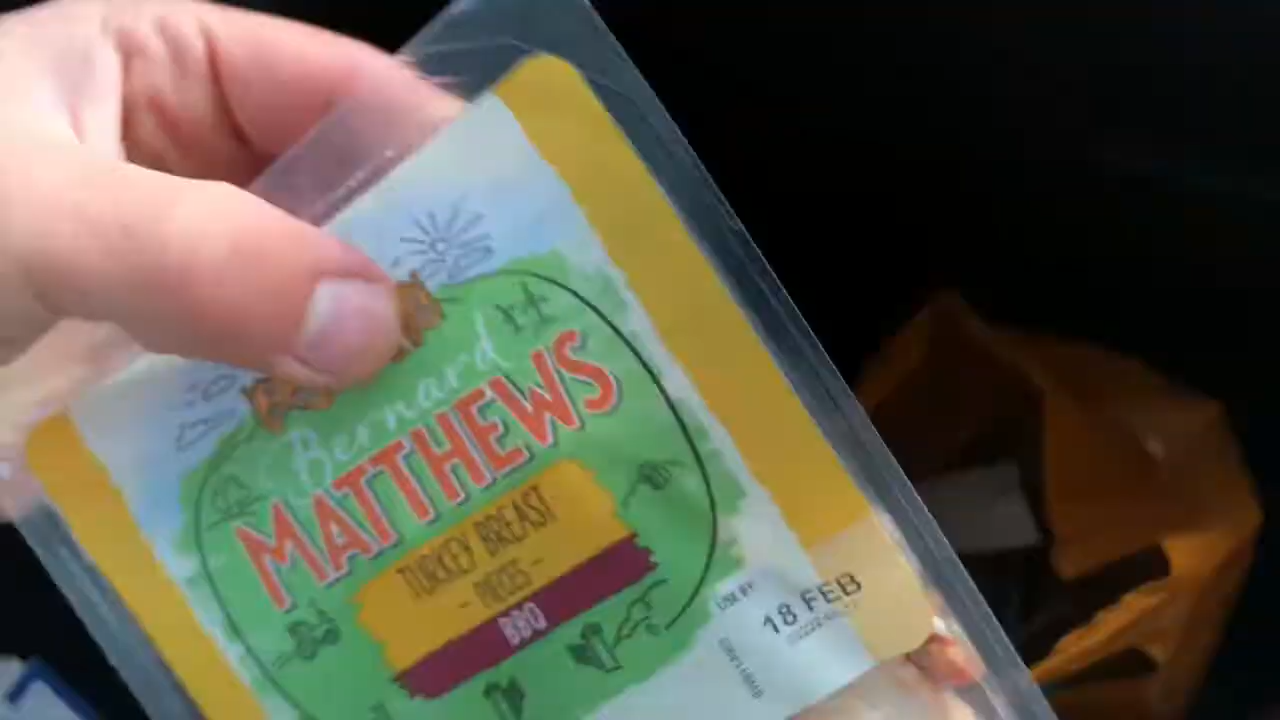 Bernard
MATTHEWS
TURKEY BREAST
- PIECES -
BBQ
USE BY
18 FEB